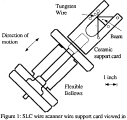 Tungsten
Wire
Direction of
motion
Beam
Ceramic
support card
1 inch
Flexible
Bellows
Figure 1: SLC wire scanner wire support card viewed in